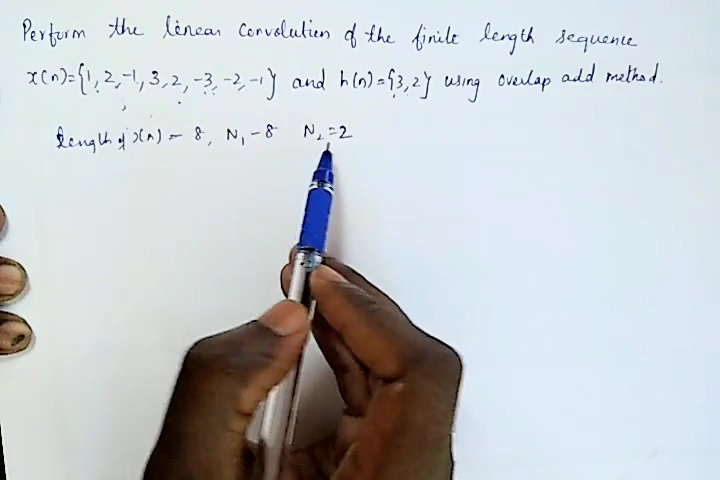 Perform the linear Convolution of the finite length sequence
x(n)={1, 2, -1, 3, 2, -3, -2, -1} and h(n)={3, 2} using overlap add method.
Length of x(n) - 8, N₁ - 8 N₂ = 2